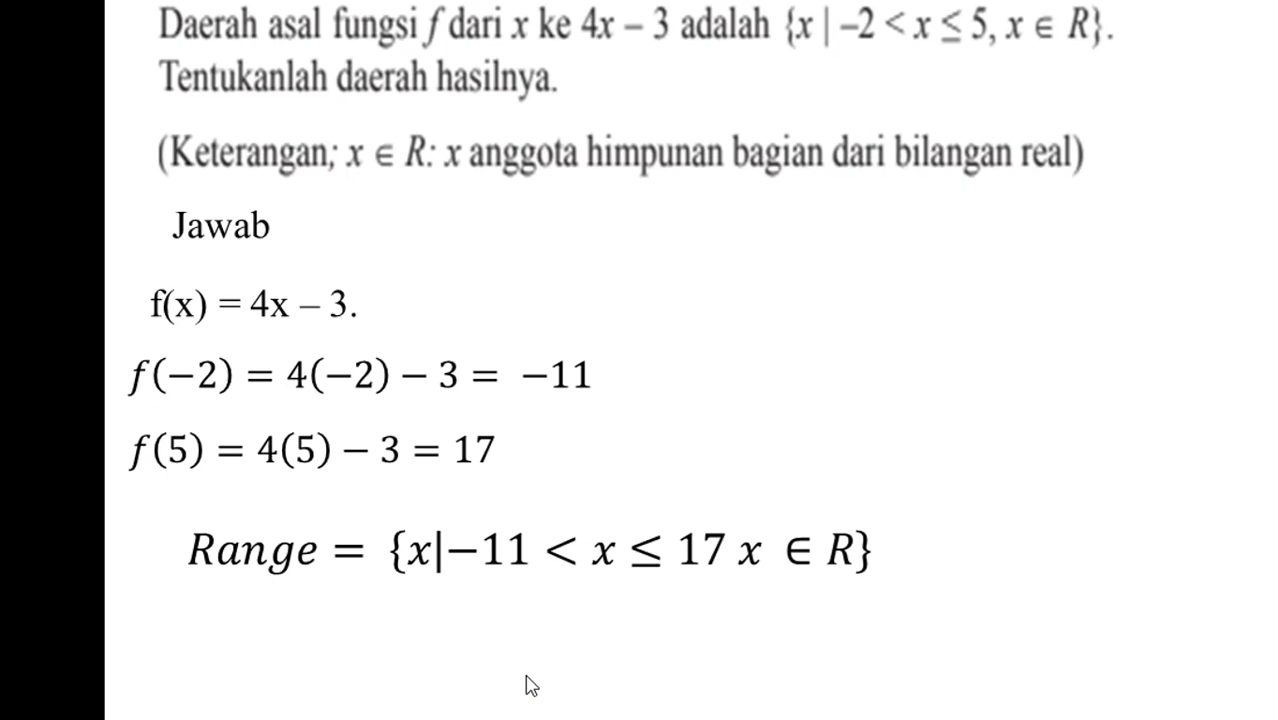 Daerah asal fungsi f dari x ke 4x – 3 adalah {x | –2 < x ≤ 5, x ∈ R}.
Tentukanlah daerah hasilnya.
(Keterangan; x ∈ R: x anggota himpunan bagian dari bilangan real)
Jawab
f(x) = 4x – 3.
f(−2) = 4(−2) − 3 = −11
f(5) = 4(5) − 3 = 17
Range = {x|−11 < x ≤ 17 x ∈ R}